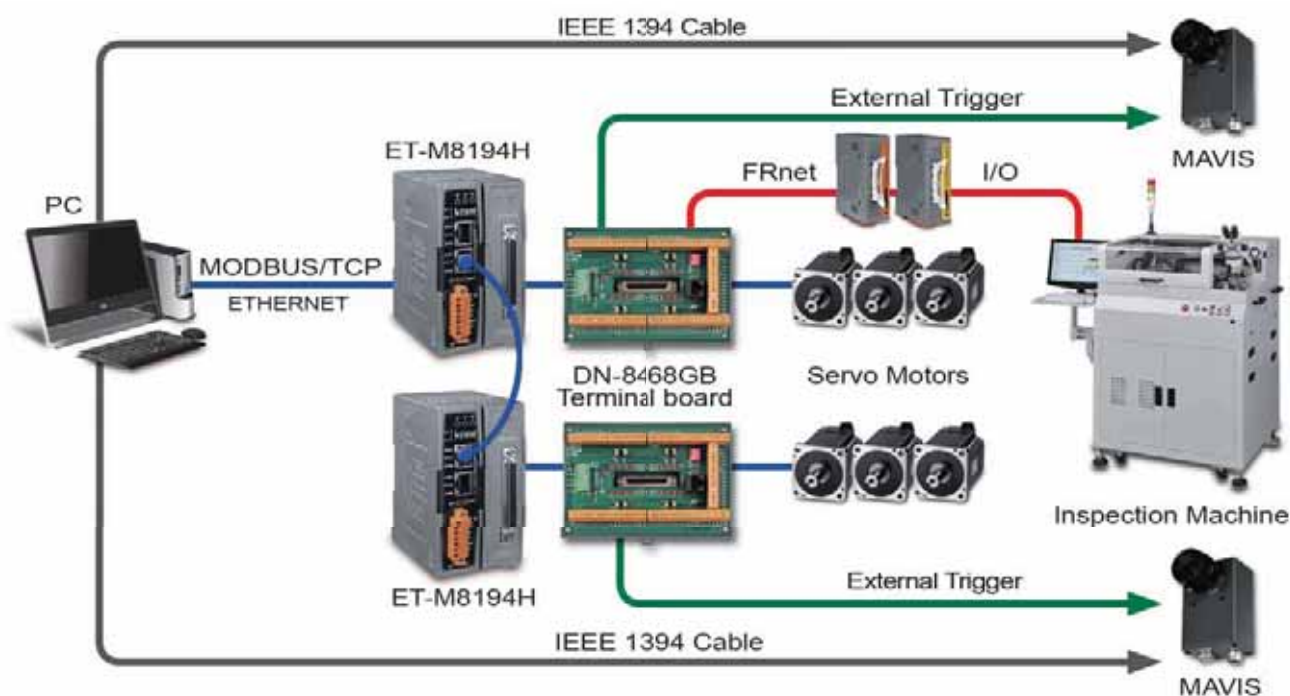 IEEE 1394 Cable
External Trigger
MAVIS
ET-M8194H
FRnet
I/O
PC
MODBUS/TCP
ETHERNET
DN-8468GB
Terminal board
Servo Motors
Inspection Machine
ET-M8194H
External Trigger
IEEE 1394 Cable
MAVIS